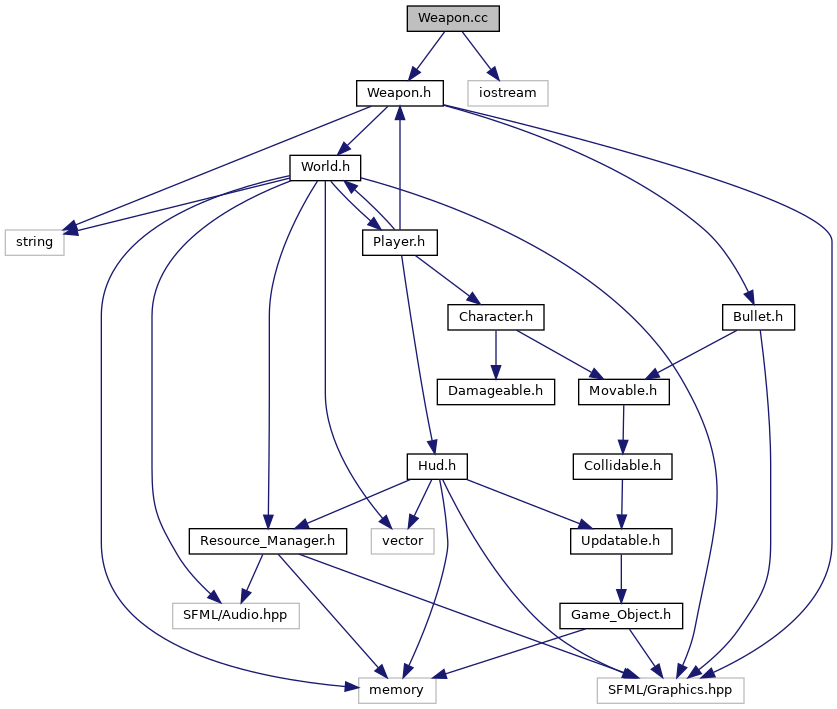 Weapon.cc
Weapon.h
iostream
World.h
string
Player.h
Character.h
Bullet.h
Damageable.h
Movable.h
Hud.h
Collidable.h
Resource_Manager.h
vector
Updatable.h
SFML/Audio.hpp
Game_Object.h
memory
SFML/Graphics.hpp